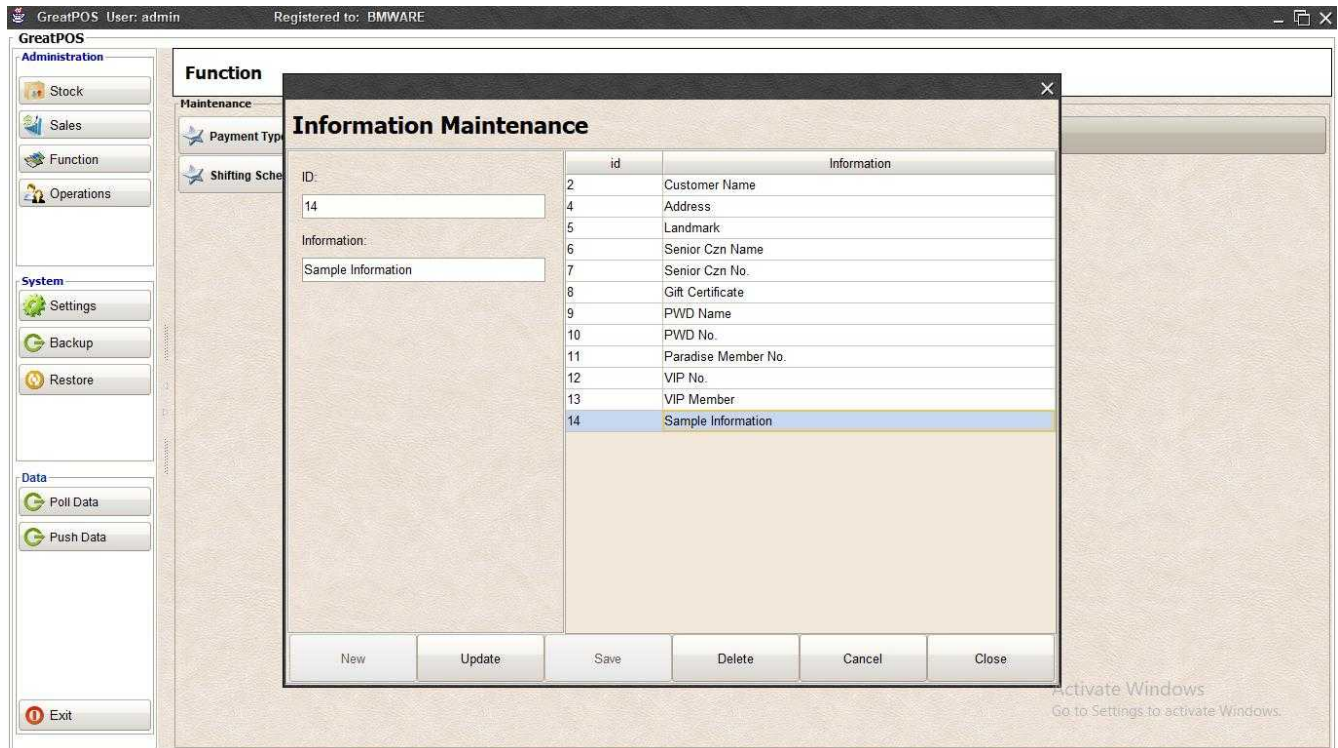 GreatPOS User: admin Registered to: BMWARE
GreatPOS
Administration
Stock
Sales
Function
Operations
System
Settings
Backup
Restore
Data
Poll Data
Push Data
Exit
Function
Maintenance
Payment Typ
Shifting Sche
Information Maintenance
ID:
14
Information:
Sample Information
id Information
2 Customer Name
4 Address
5 Landmark
6 Senior Czn Name
7 Senior Czn No.
8 Gift Certificate
9 PWD Name
10 PWD No.
11 Paradise Member No.
12 VIP No.
13 VIP Member
14 Sample Information
New Update Save Delete Cancel Close
Activate Windows
Go to Settings to activate Windows.